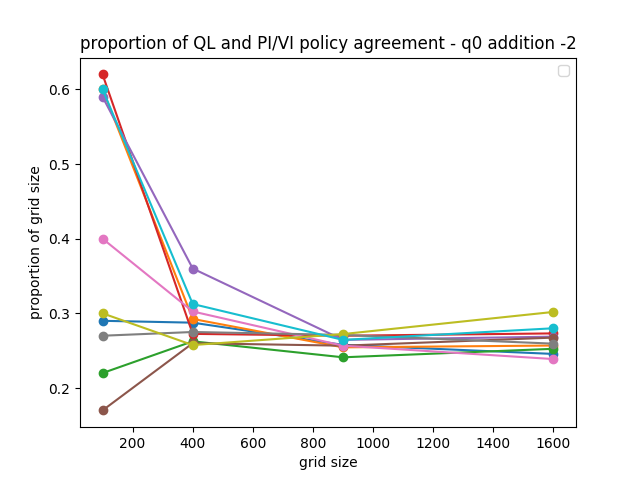 proportion of QL and PI/VI policy agreement - q0 addition -2
proportion of grid size
0.6
0.5
0.4
0.3
0.2
200 400 600 800 1000 1200 1400 1600
grid size